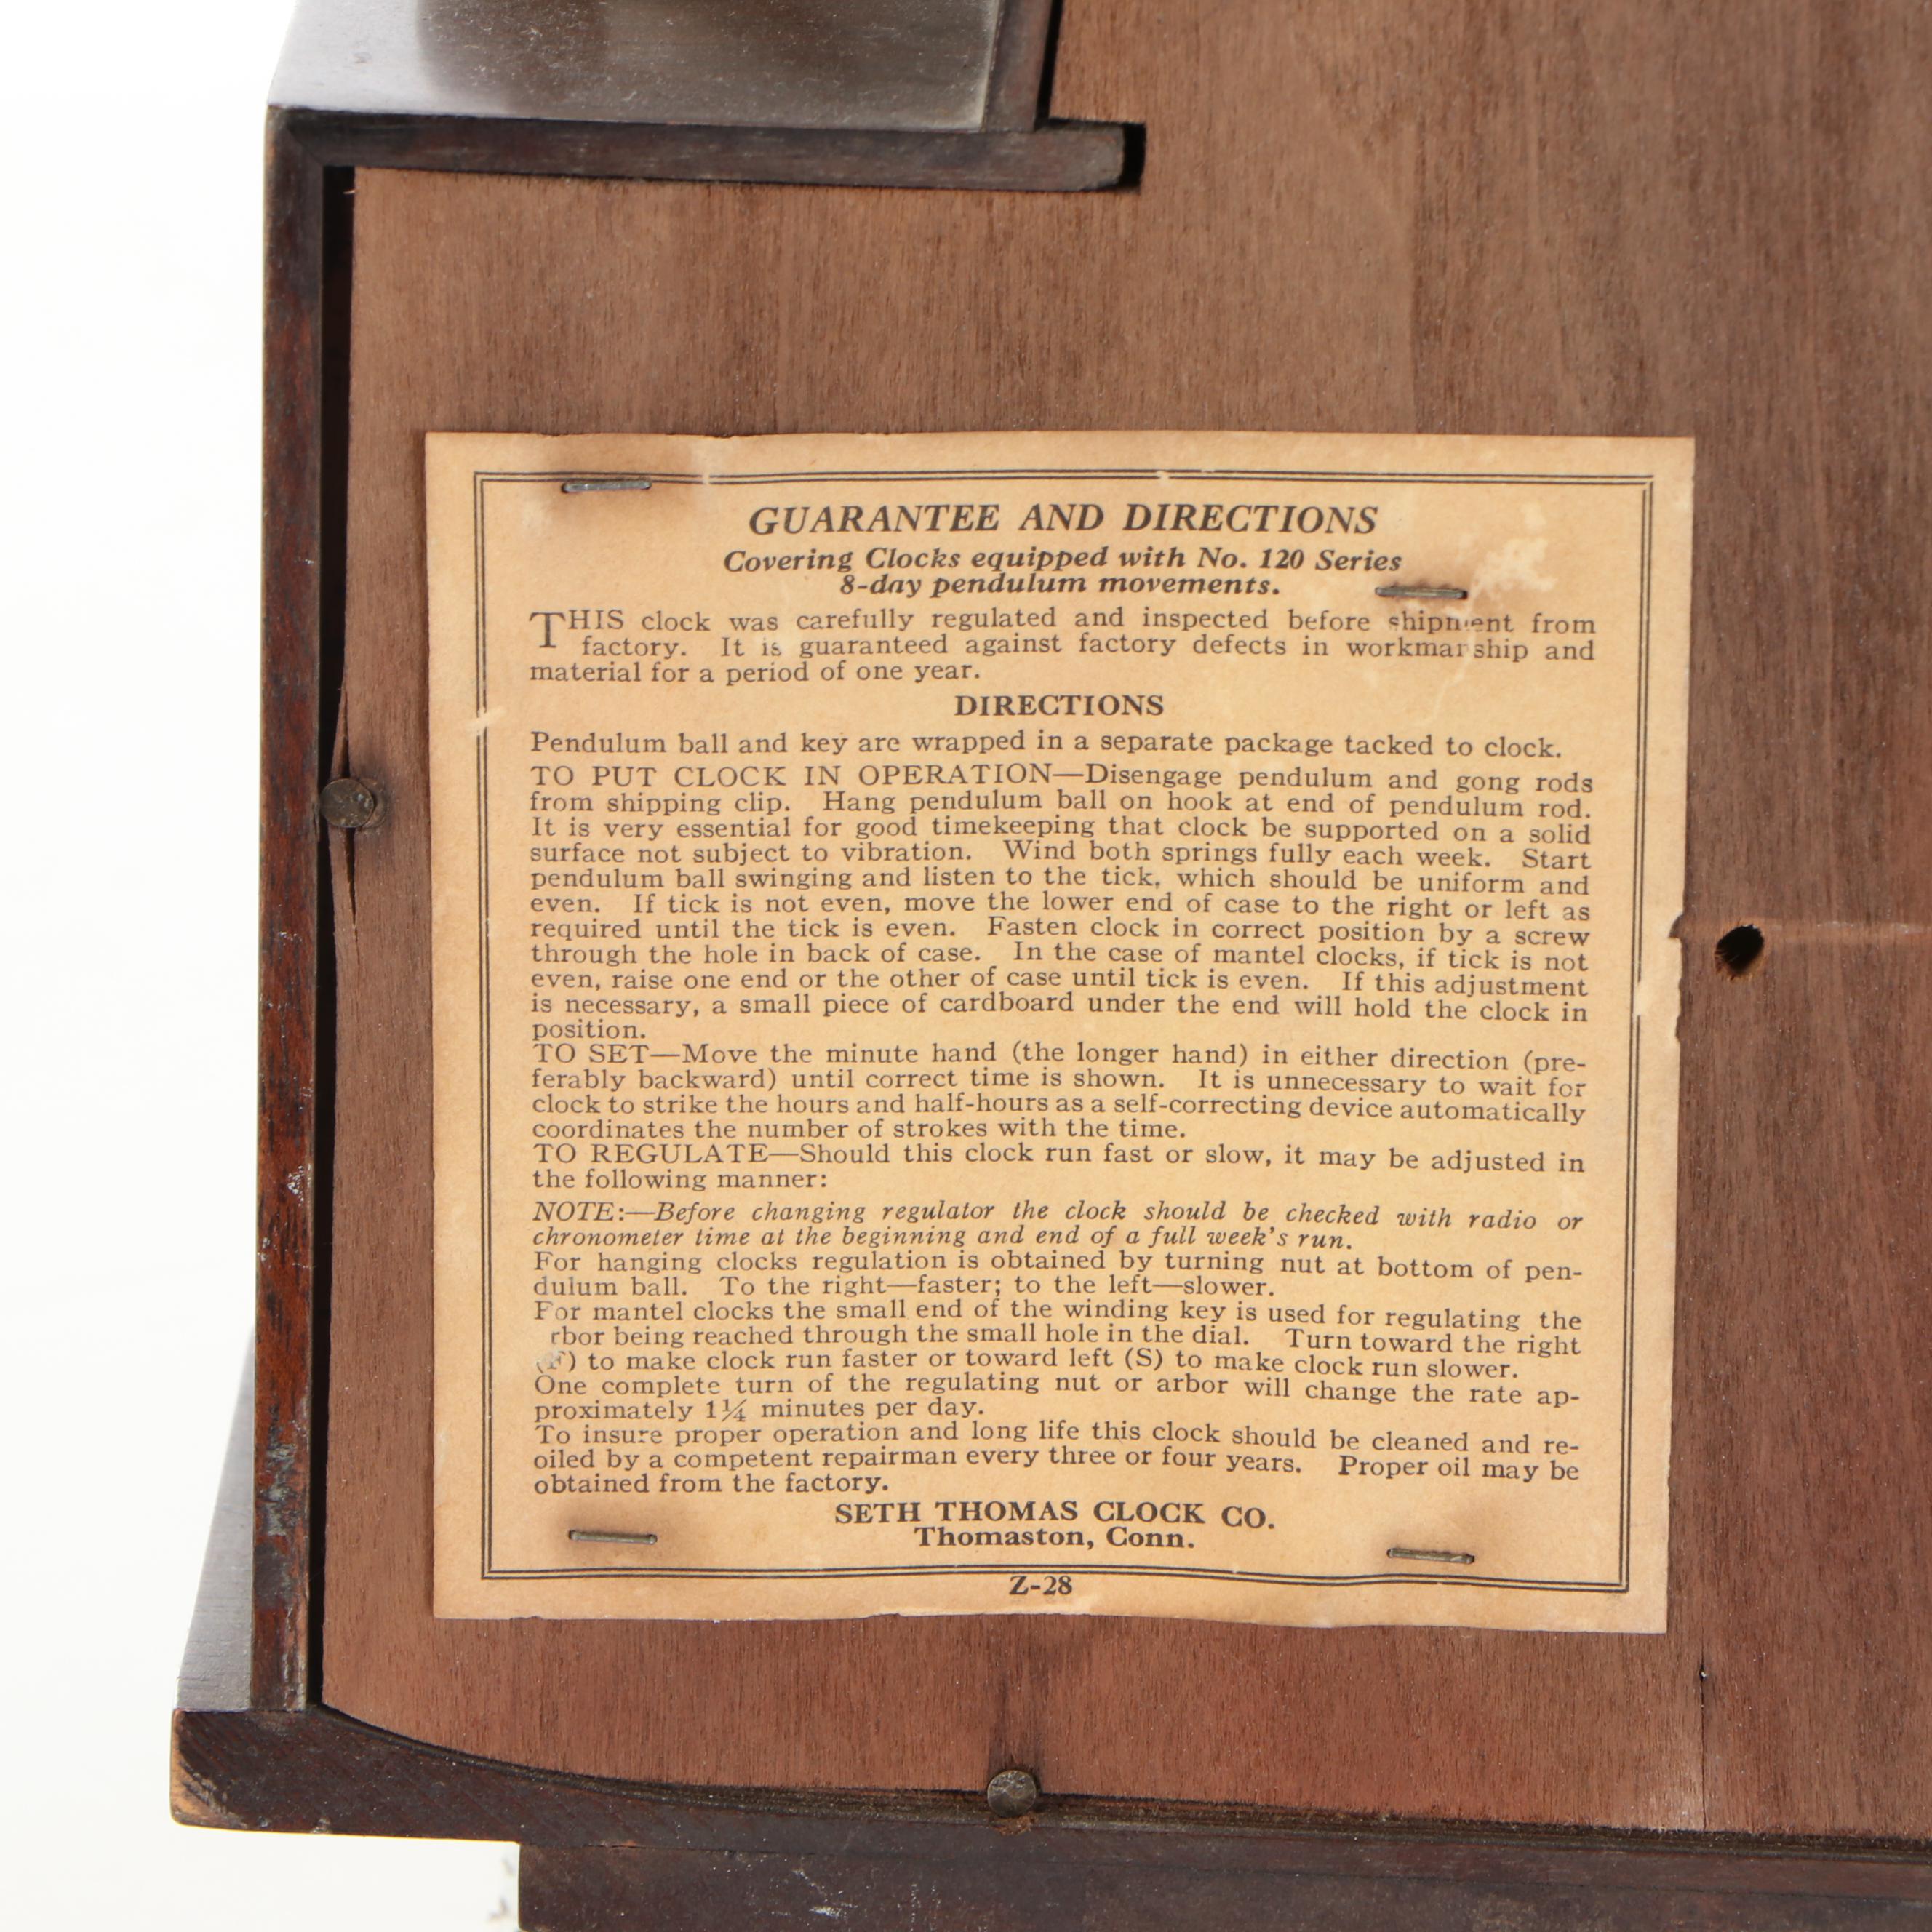 GUARANTEE AND DIRECTIONS
Covering Clocks equipped with No. 120 Series
8-day pendulum movements.
THIS clock was carefully regulated and inspected before shipment from
factory. It is guaranteed against factory defects in workmanship and
material for a period of one year.
DIRECTIONS
Pendulum ball and key are wrapped in a separate package tacked to clock.
TO PUT CLOCK IN OPERATION—Disengage pendulum and gong rods
from shipping clip. Hang pendulum ball on hook at end of pendulum rod.
It is very essential for good timekeeping that clock be supported on a solid
surface not subject to vibration. Wind both springs fully each week. Start
pendulum ball swinging and listen to the tick, which should be uniform and
even. If tick is not even, move the lower end of case to the right or left as
required until the tick is even. Fasten clock in correct position by a screw
through the hole in back of case. In the case of mantel clocks, if tick is not
even, raise one end or the other of case until tick is even. If this adjustment
is necessary, a small piece of cardboard under the end will hold the clock in
position.
TO SET—Move the minute hand (the longer hand) in either direction (pre-
ferably backward) until correct time is shown. It is unnecessary to wait for
clock to strike the hours and half-hours as a self-correcting device automatically
coordinates the number of strokes with the time.
TO REGULATE—Should this clock run fast or slow, it may be adjusted in
the following manner:
NOTE:—Before changing regulator the clock should be checked with radio or
chronometer time at the beginning and end of a full week's run.
For hanging clocks regulation is obtained by turning nut at bottom of pen-
dulum ball. To the right—faster; to the left—slower.
For mantel clocks the small end of the winding key is used for regulating the
rbor being reached through the small hole in the dial. Turn toward the right
(F) to make clock run faster or toward left (S) to make clock run slower.
One complete turn of the regulating nut or arbor will change the rate ap-
proximately 1¼ minutes per day.
To insure proper operation and long life this clock should be cleaned and re-
oiled by a competent repairman every three or four years. Proper oil may be
obtained from the factory.
SETH THOMAS CLOCK CO.
Thomaston, Conn.
Z-28